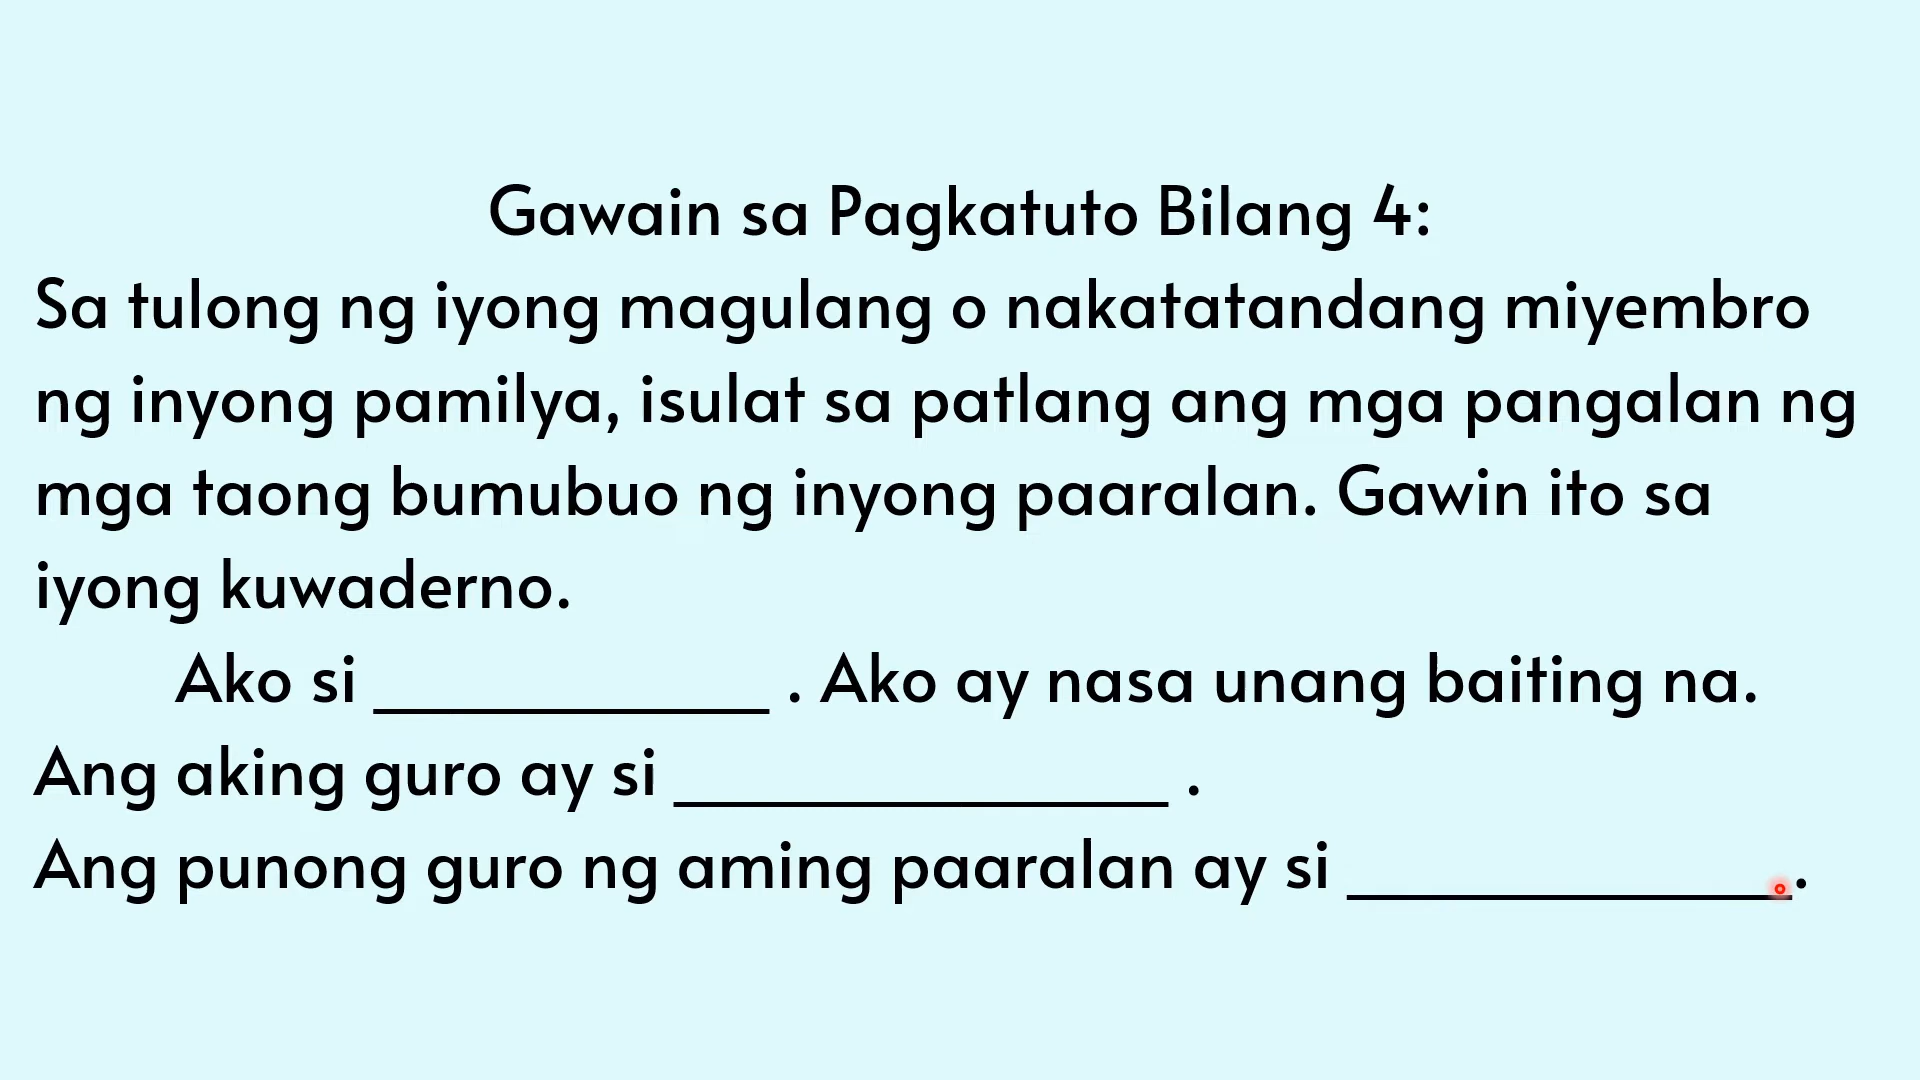 Gawain sa Pagkatuto Bilang 4:
Sa tulong ng iyong magulang o nakatatandang miyembro
ng inyong pamilya, isulat sa patlang ang mga pangalan ng
mga taong bumubuo ng inyong paaralan. Gawin ito sa
iyong kuwaderno.
Ako si ____________ . Ako ay nasa unang baiting na.
Ang aking guro ay si _______________ .
Ang punong guro ng aming paaralan ay si ______________.